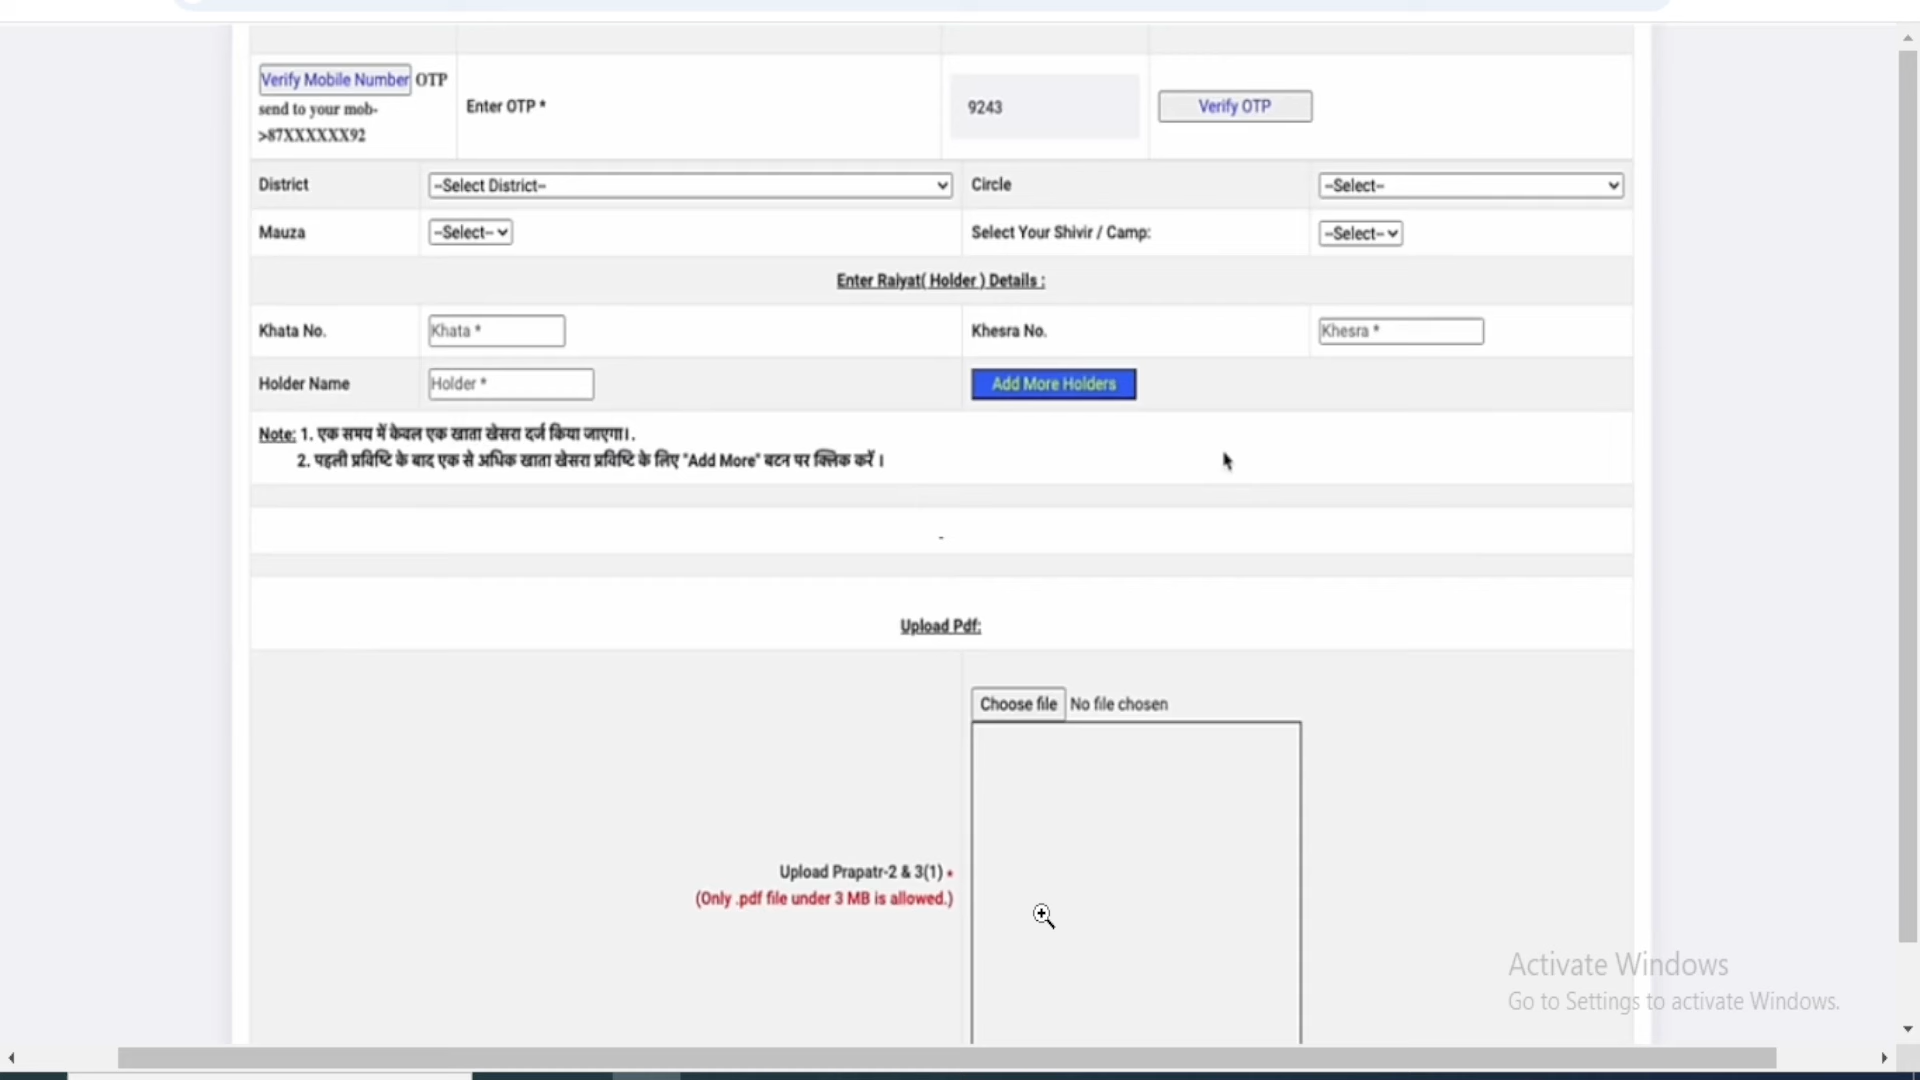 Verify Mobile Number OTP
send to your mob-
>87XXXXXX92
Enter OTP *
9243
Verify OTP
District
--Select District--
Circle
--Select--
Mauza
--Select--
Select Your Shivir / Camp:
--Select--
Enter Raiyat( Holder ) Details :
Khata No.
Khata *
Khesra No.
Khesra *
Holder Name
Holder *
Add More Holders
Note: 1. एक समय में केवल एक खाता खेसरा दर्ज किया जाएगा।.
2. पहली प्रविष्टि के बाद एक से अधिक खाता खेसरा प्रविष्टि के लिए "Add More" बटन पर क्लिक करें ।
-
Upload Pdf:
Choose file No file chosen
Upload Prapatr-2 & 3(1) *
(Only .pdf file under 3 MB is allowed.)
Activate Windows
Go to Settings to activate Windows.